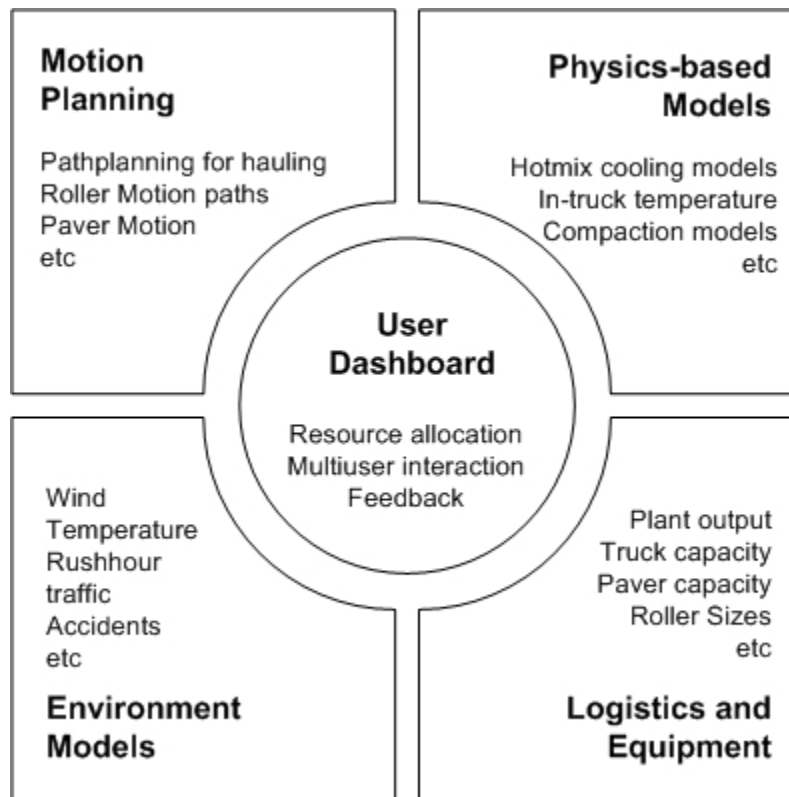 Motion
Planning
Pathplanning for hauling
Roller Motion paths
Paver Motion
etc
Physics-based
Models
Hotmix cooling models
In-truck temperature
Compaction models
etc
User
Dashboard
Resource allocation
Multiuser interaction
Feedback
Wind
Temperature
Rushhour
traffic
Accidents
etc
Environment
Models
Plant output
Truck capacity
Paver capacity
Roller Sizes
etc
Logistics and
Equipment